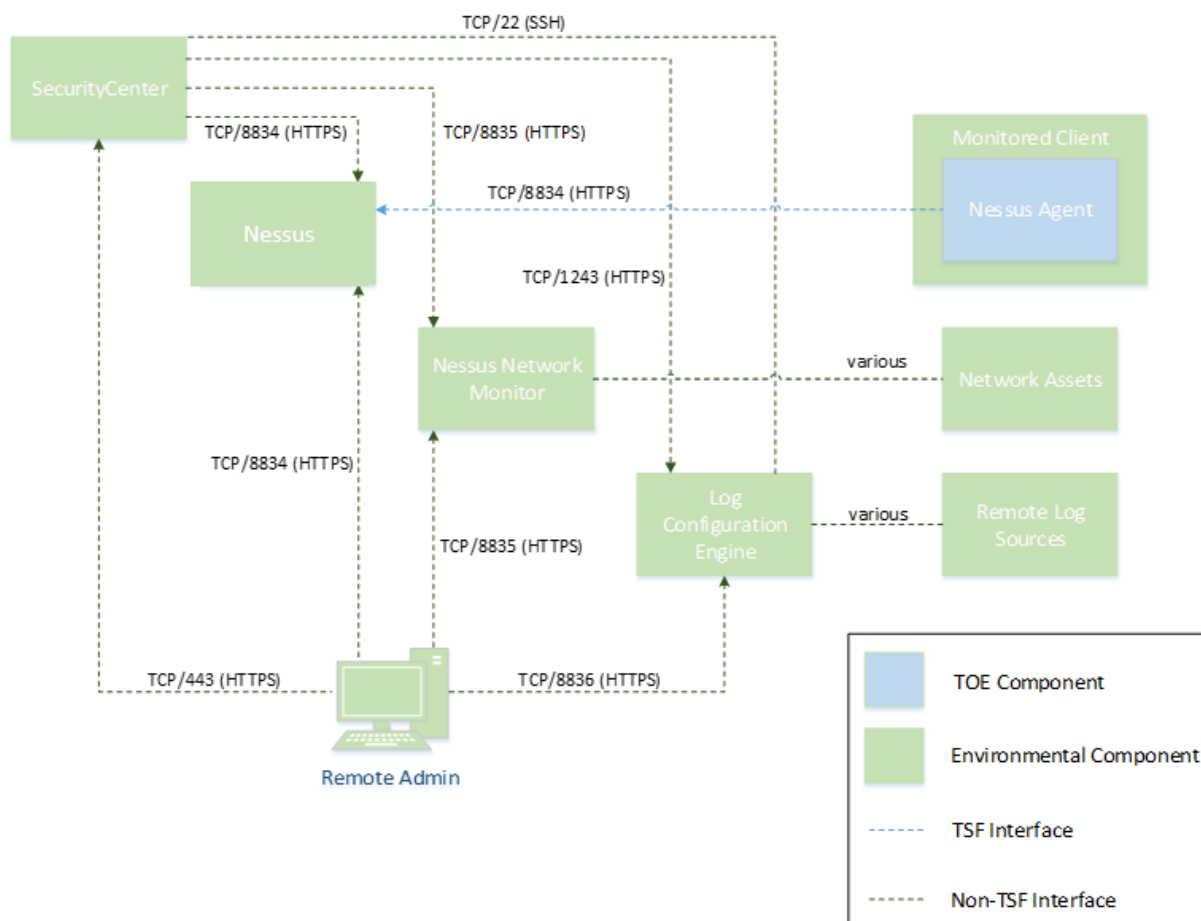 TCP/22 (SSH)
SecurityCenter
TCP/8834 (HTTPS)
TCP/8835 (HTTPS)
Monitored Client
Nessus Agent
TCP/8834 (HTTPS)
Nessus
TCP/1243 (HTTPS)
Nessus Network
Monitor
various
Network Assets
TCP/8834 (HTTPS)
Log
Configuration
Engine
various
Remote Log
Sources
TCP/8835 (HTTPS)
TCP/443 (HTTPS)
TCP/8836 (HTTPS)
Remote Admin
TOE Component
Environmental Component
TSF Interface
Non-TSF Interface